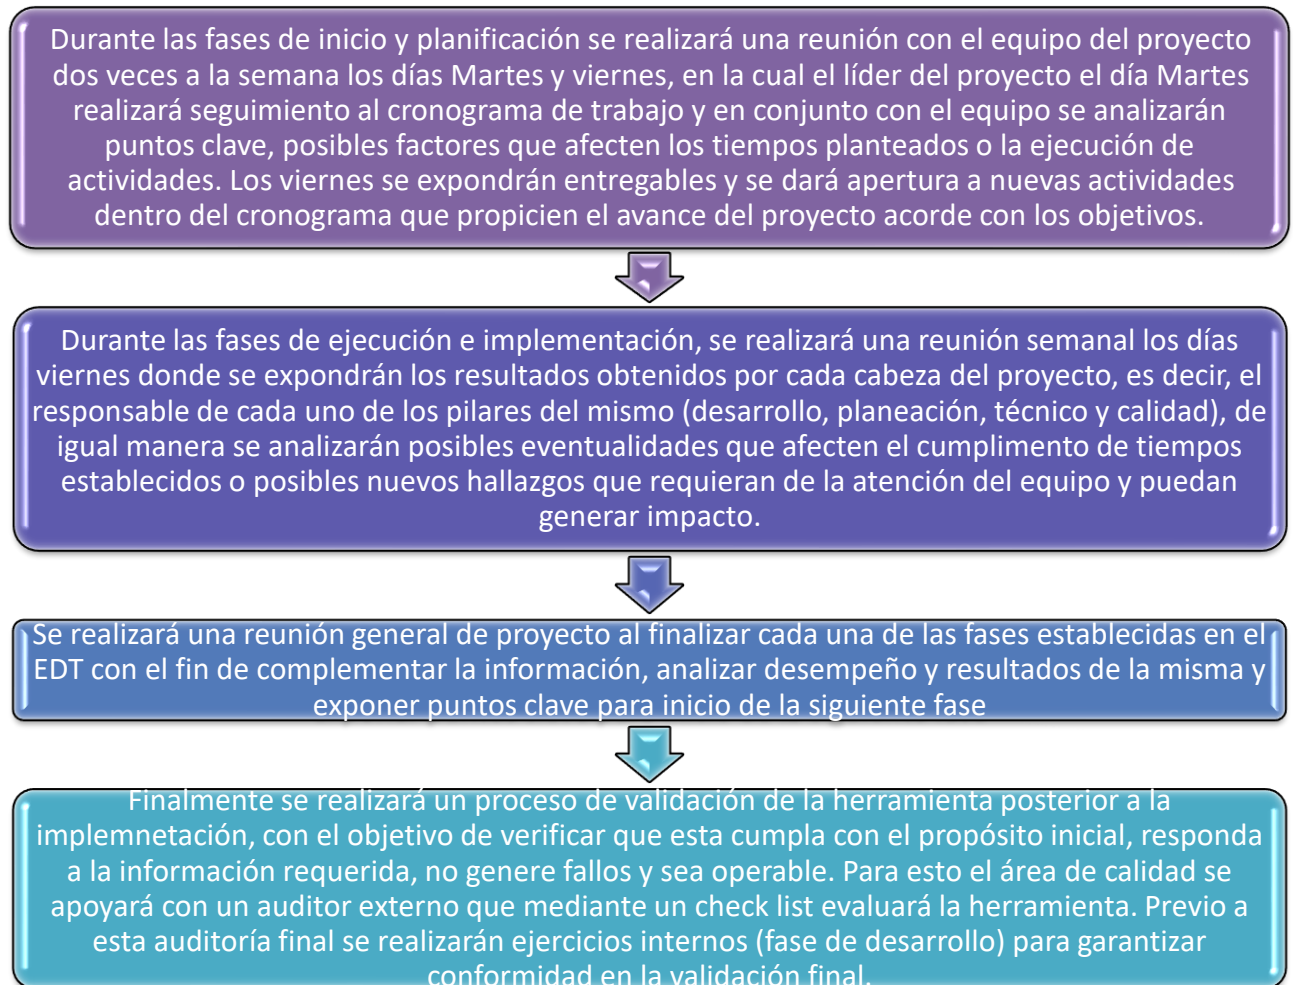 Durante las fases de inicio y planificación se realizará una reunión con el equipo del proyecto
dos veces a la semana los días Martes y viernes, en la cual el líder del proyecto el día Martes
realizará seguimiento al cronograma de trabajo y en conjunto con el equipo se analizarán
puntos clave, posibles factores que afecten los tiempos planteados o la ejecución de
actividades. Los viernes se expondrán entregables y se dará apertura a nuevas actividades
dentro del cronograma que propicien el avance del proyecto acorde con los objetivos.
Durante las fases de ejecución e implementación, se realizará una reunión semanal los días
viernes donde se expondrán los resultados obtenidos por cada cabeza del proyecto, es decir, el
responsable de cada uno de los pilares del mismo (desarrollo, planeación, técnico y calidad), de
igual manera se analizarán posibles eventualidades que afecten el cumplimento de tiempos
establecidos o posibles nuevos hallazgos que requieran de la atención del equipo y puedan
generar impacto.
Se realizará una reunión general de proyecto al finalizar cada una de las fases establecidas en el
EDT con el fin de complementar la información, analizar desempeño y resultados de la misma y
exponer puntos clave para inicio de la siguiente fase
Finalmente se realizará un proceso de validación de la herramienta posterior a la
implemnetación, con el objetivo de verificar que esta cumpla con el propósito inicial, responda
a la información requerida, no genere fallos y sea operable. Para esto el área de calidad se
apoyará con un auditor externo que mediante un check list evaluará la herramienta. Previo a
esta auditoría final se realizarán ejercicios internos (fase de desarrollo) para garantizar
conformidad en la validación final.